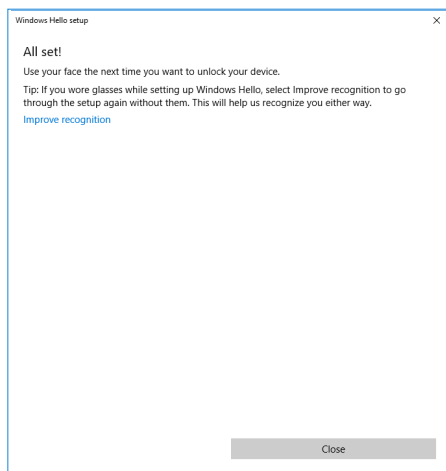 Windows Hello setup
All set!
Use your face the next time you want to unlock your device.
Tip: If you wore glasses while setting up Windows Hello, select Improve recognition to go
through the setup again without them. This will help us recognize you either way.
Improve recognition
Close